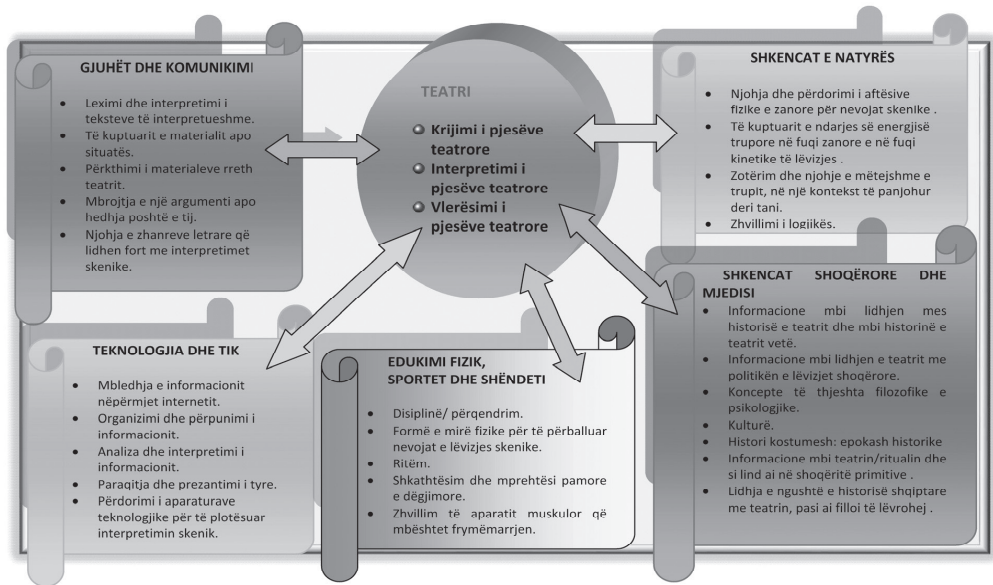 GJUHËT DHE KOMUNIKIMI
Leximi dhe interpretimi i
teksteve të interpretueshme.
Të kuptuarit e materialit apo
situatës.
Përkthimi i materialeve rreth
teatrit.
Mbrojtja e një argumenti apo
hedhja poshtë e tij.
Njohja e zhanreve letrare që
lidhen fort me interpretimet
skenike.
TEATRI
Krijimi i pjesëve
teatrore
Interpretimi i
pjesëve teatrore
Vlerësimi i
pjesëve teatrore
SHKENCAT E NATYRËS
Njohja dhe përdorimi i aftësive
fizike e zanore për nevojat skenike .
Të kuptuarit e ndarjes së energjisë
trupore në fuqi zanore e në fuqi
kinetike të lëvizjes .
Zotërim dhe njohje e mëtejshme e
trupit, në një kontekst të panjohur
deri tani.
Zhvillimi i logjikës.
TEKNOLOGJIA DHE TIK
Mbledhja e informacionit
nëpërmjet internetit.
Organizimi dhe përpunimi i
informacionit.
Analiza dhe interpretimi i
informacionit.
Paraqitja dhe prezantimi i tyre.
Përdorimi i aparaturave
teknologjike për të plotësuar
interpretimin skenik.
EDUKIMI FIZIK,
SPORTET DHE SHËNDETI
Disiplinë/ përqendrim.
Formë e mirë fizike për të përballuar
nevojat e lëvizjes skenike.
Ritëm.
Shkathtësim dhe mprehtësi pamore
e dëgjimore.
Zhvillim të aparatit muskulor që
mbështet frymëmarrjen.
SHKENCAT SHOQËRORE DHE
MJEDISI
Informacione mbi lidhjen mes
historisë e teatrit dhe mbi historinë e
teatrit vetë.
Informacione mbi lidhjen e teatrit me
politikën e lëvizjet shoqërore.
Koncepte të thjeshta filozofike e
psikologjike.
Kulturë.
Histori kostumesh: epokash historike
Informacione mbi teatrin/ritualin dhe
si lind ai në shoqëritë primitive .
Lidhja e ngushtë e historisë shqiptare
me teatrin, pasi ai filloi të lëvrohej .